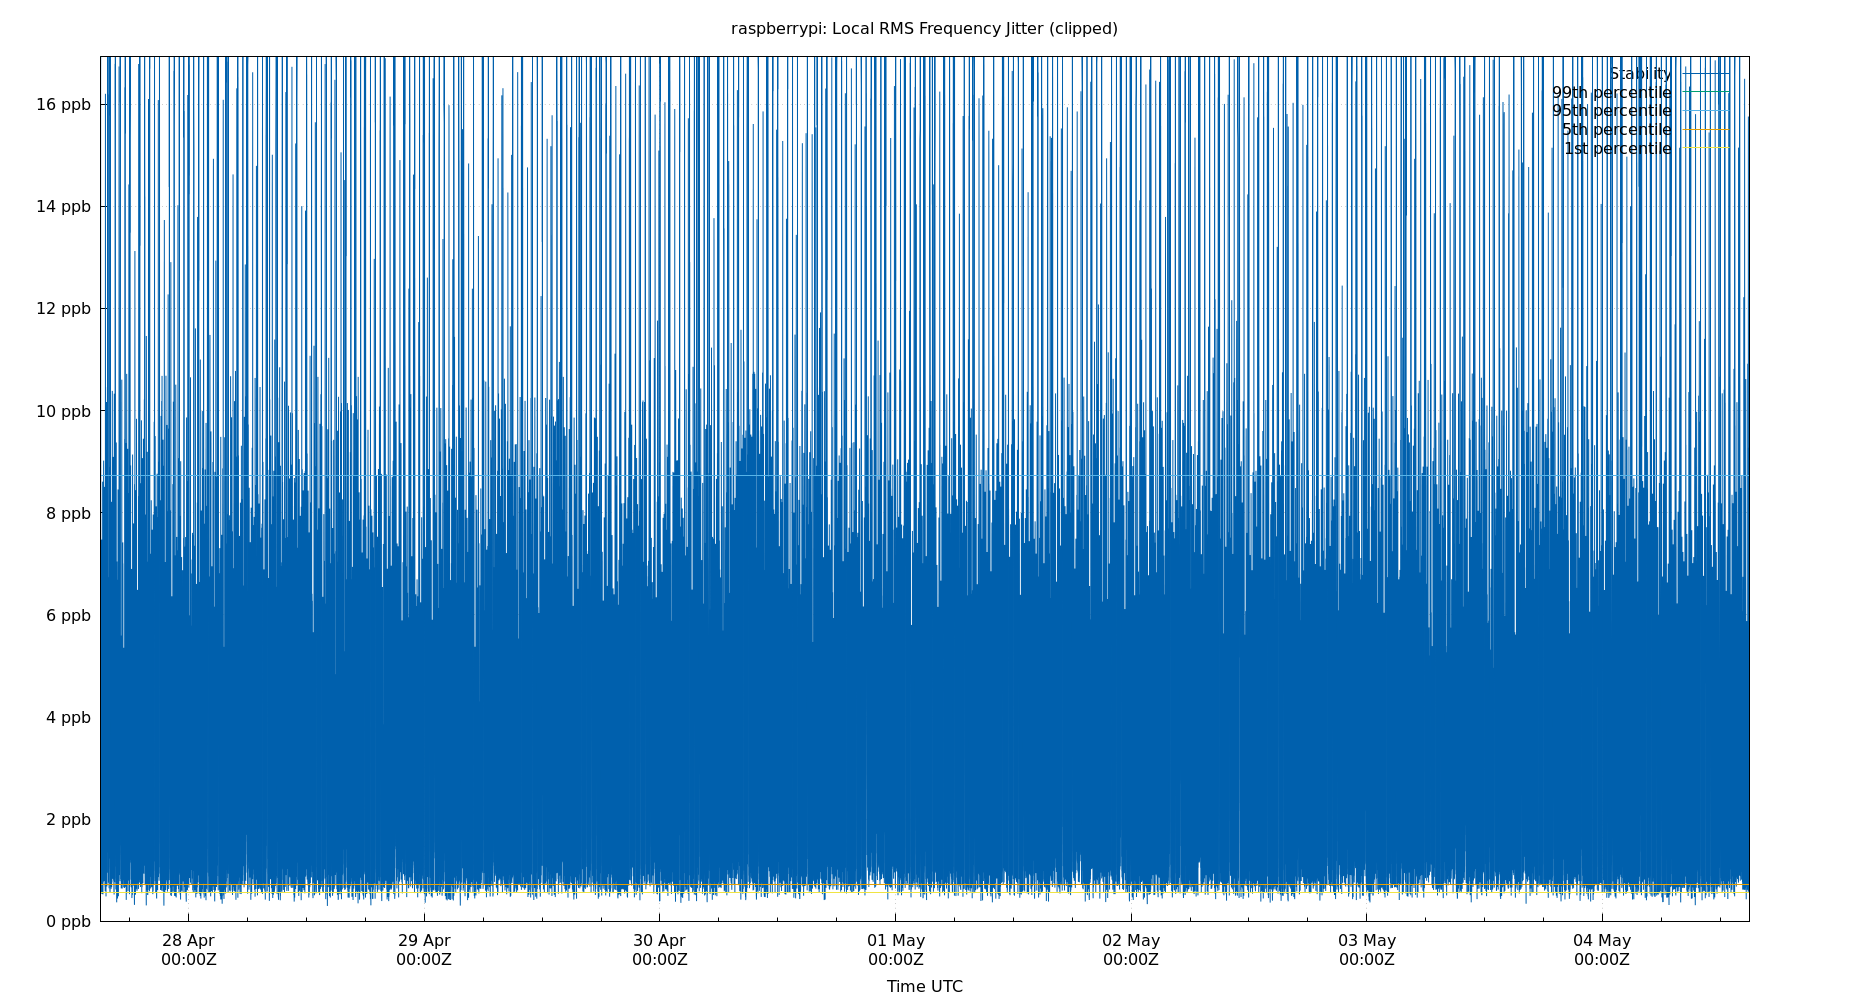 raspberrypi: Local RMS Frequency Jitter (clipped)
Stability
99th percentile
95th percentile
5th percentile
1st percentile
16 ppb
14 ppb
12 ppb
10 ppb
8 ppb
6 ppb
4 ppb
2 ppb
0 ppb
28 Apr 29 Apr 30 Apr 01 May 02 May 03 May 04 May
00:00Z 00:00Z 00:00Z 00:00Z 00:00Z 00:00Z 00:00Z
Time UTC